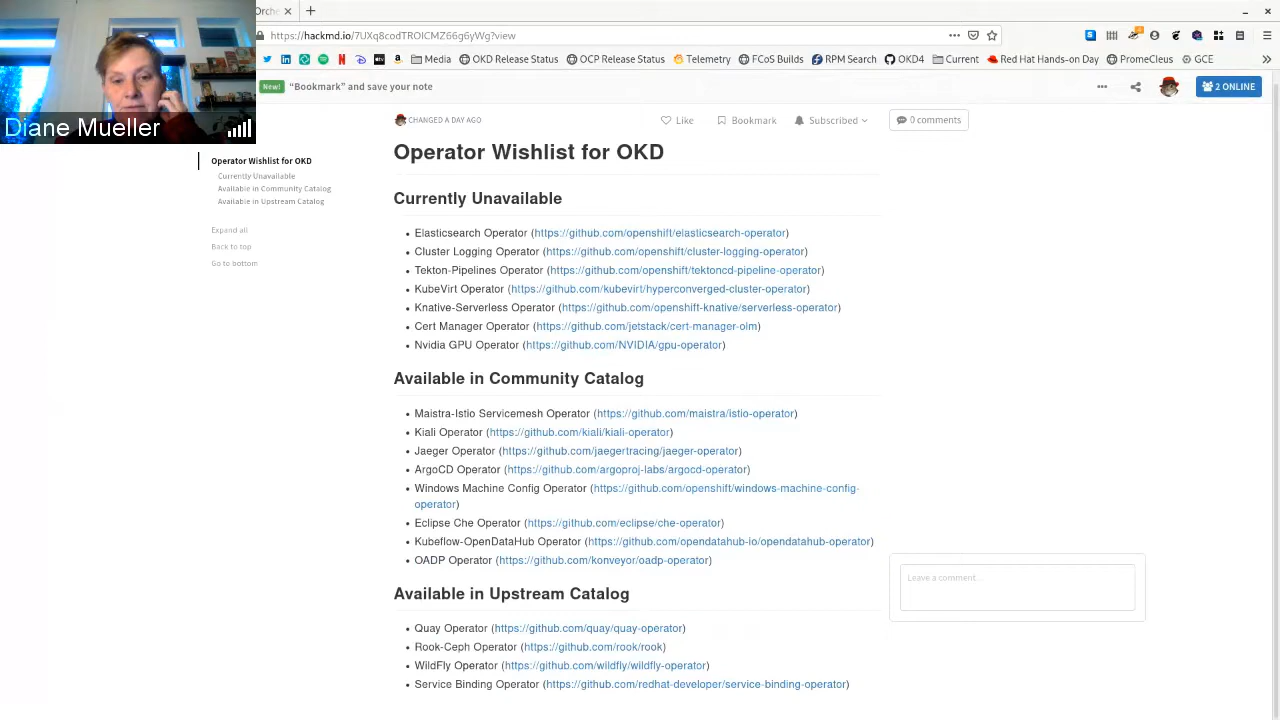 Orche
https://hackmd.io/7UXq8codTROlCMZ66g6yWg?view
Media
OKD Release Status
OCP Release Status
Telemetry
FCoS Builds
RPM Search
OKD4
Current
Red Hat Hands-on Day
PromeCleus
GCE
New! “Bookmark” and save your note
2 ONLINE
Diane Mueller
CHANGED A DAY AGO
Like
Bookmark
Subscribed
0 comments
Operator Wishlist for OKD
Currently Unavailable
Available in Community Catalog
Available in Upstream Catalog
Expand all
Back to top
Go to bottom
Operator Wishlist for OKD
Currently Unavailable
Elasticsearch Operator (https://github.com/openshift/elasticsearch-operator)
Cluster Logging Operator (https://github.com/openshift/cluster-logging-operator)
Tekton-Pipelines Operator (https://github.com/openshift/tektoncd-pipeline-operator)
KubeVirt Operator (https://github.com/kubevirt/hyperconverged-cluster-operator)
Knative-Serverless Operator (https://github.com/openshift-knative/serverless-operator)
Cert Manager Operator (https://github.com/jetstack/cert-manager-olm)
Nvidia GPU Operator (https://github.com/NVIDIA/gpu-operator)
Available in Community Catalog
Maistra-Istio Servicemesh Operator (https://github.com/maistra/istio-operator)
Kiali Operator (https://github.com/kiali/kiali-operator)
Jaeger Operator (https://github.com/jaegertracing/jaeger-operator)
ArgoCD Operator (https://github.com/argoproj-labs/argocd-operator)
Windows Machine Config Operator (https://github.com/openshift/windows-machine-config-
operator)
Eclipse Che Operator (https://github.com/eclipse/che-operator)
Kubeflow-OpenDataHub Operator (https://github.com/opendatahub-io/opendatahub-operator)
OADP Operator (https://github.com/konveyor/oadp-operator)
Leave a comment...
Available in Upstream Catalog
Quay Operator (https://github.com/quay/quay-operator)
Rook-Ceph Operator (https://github.com/rook/rook)
WildFly Operator (https://github.com/wildfly/wildfly-operator)
Service Binding Operator (https://github.com/redhat-developer/service-binding-operator)